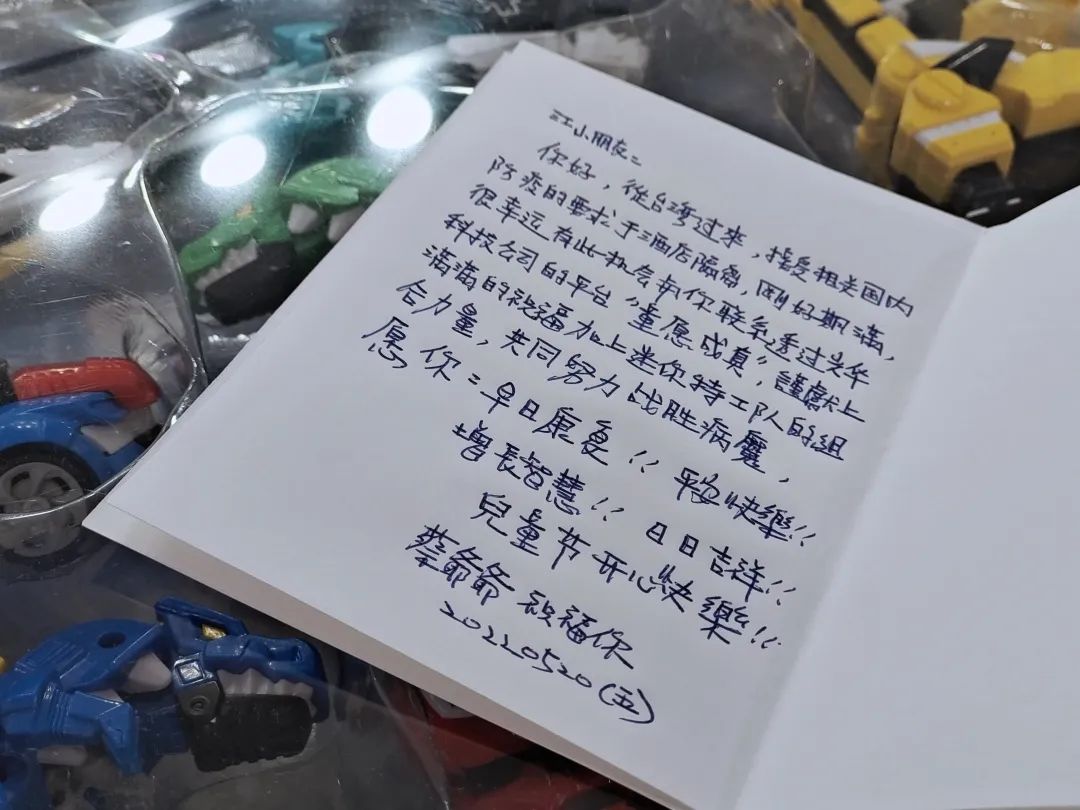 江小朋友：
你好，從台灣过来，接受相关国内
防疫的要求于酒店隔离，刚好期满，
很幸运有此机会与你联系透过光华
科技公司的平台"童愿成真"，謹獻上
满满的祝福加上迷你特工队的组
合力量，共同努力战胜病魔，
愿你：早日康复!! 平安快樂!!
增長智慧!! 日日吉祥!!
兒童节开心快樂!!
蔡爺爺 祝福你
20220520(五)